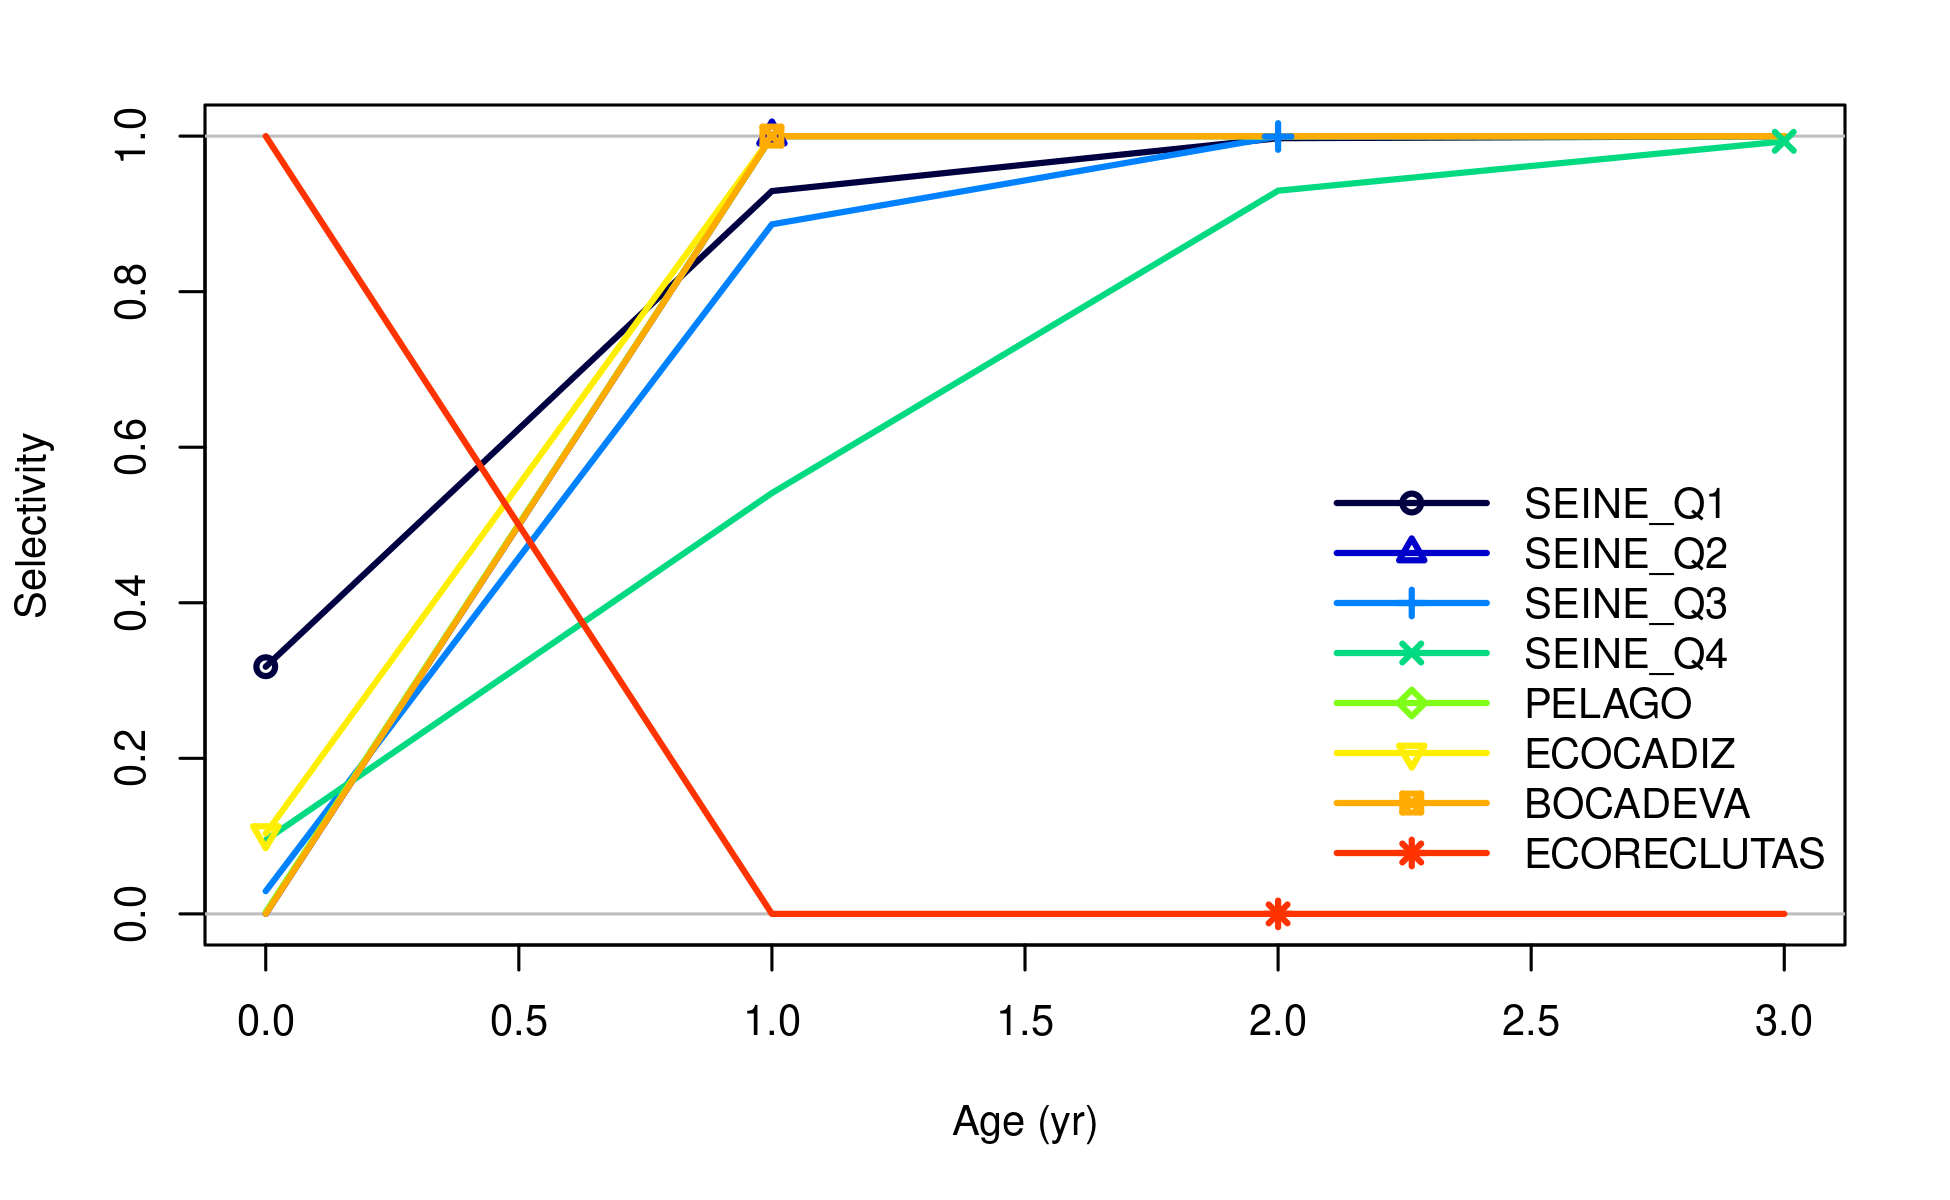 1.0
0.8
0.6
0.4
0.2
0.0
Selectivity
SEINE_Q1
SEINE_Q2
SEINE_Q3
SEINE_Q4
PELAGO
ECOCADIZ
BOCADEVA
ECORECLUTAS
0.0 0.5 1.0 1.5 2.0 2.5 3.0
Age (yr)